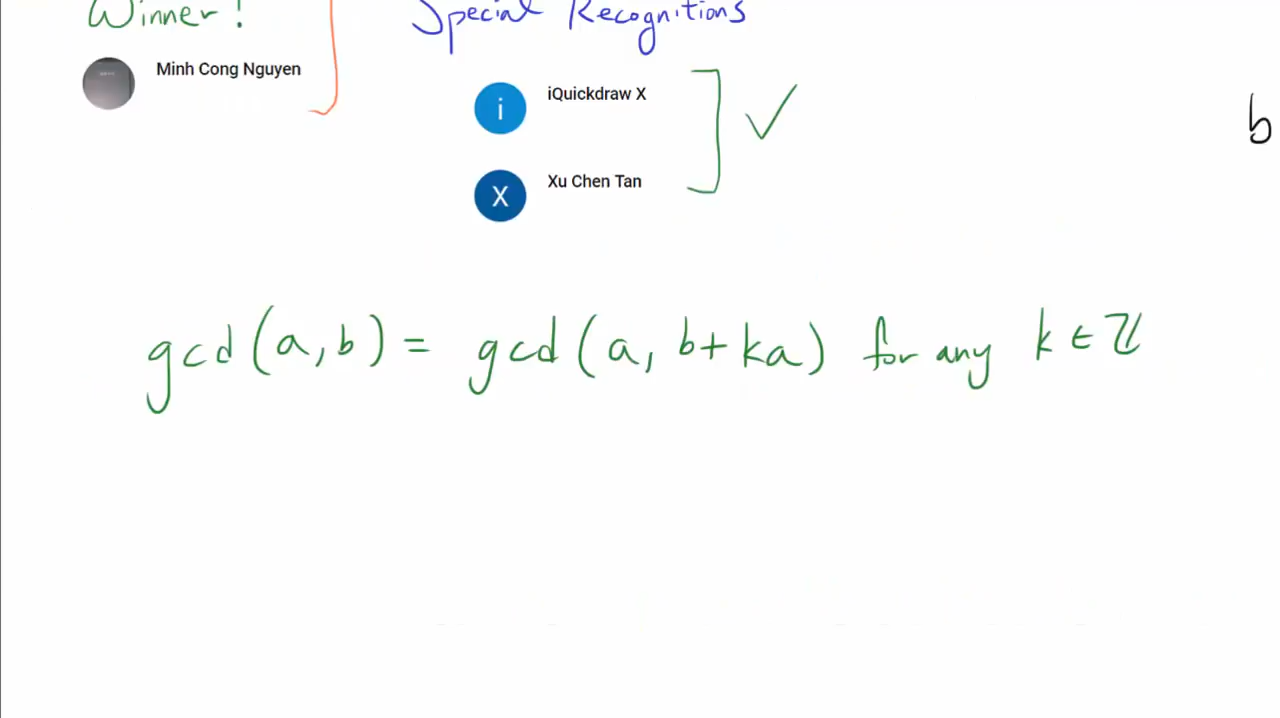 Winner!
Special Recognitions
Minh Cong Nguyen
i
iQuickdraw X
X
Xu Chen Tan
b
gcd(a,b) = gcd(a, b+ka) for any k ∈ ℤ